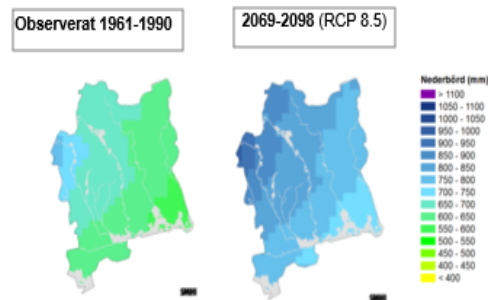 Observerat 1961-1990
2069-2098 (RCP 8.5)
Nederbörd (mm)
> 1100
1050 - 1100
1000 - 1050
950 - 1000
900 - 950
850 - 900
800 - 850
750 - 800
700 - 750
650 - 700
600 - 650
550 - 600
500 - 550
450 - 500
400 - 450
< 400
SMHI
SMHI